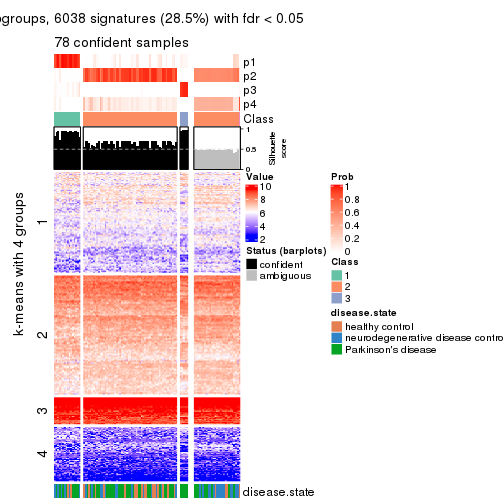 ogroups, 6038 signatures (28.5%) with fdr < 0.05
78 confident samples
p1
p2
p3
p4
Class
1
0.5
0
Silhouette
score
k-means with 4 groups
1
2
3
4
disease.state
Value
10
8
6
4
2
Status (barplots)
confident
ambiguous
Prob
1
0.8
0.6
0.4
0.2
0
Class
1
2
3
disease.state
healthy control
neurodegenerative disease contro
Parkinson's disease